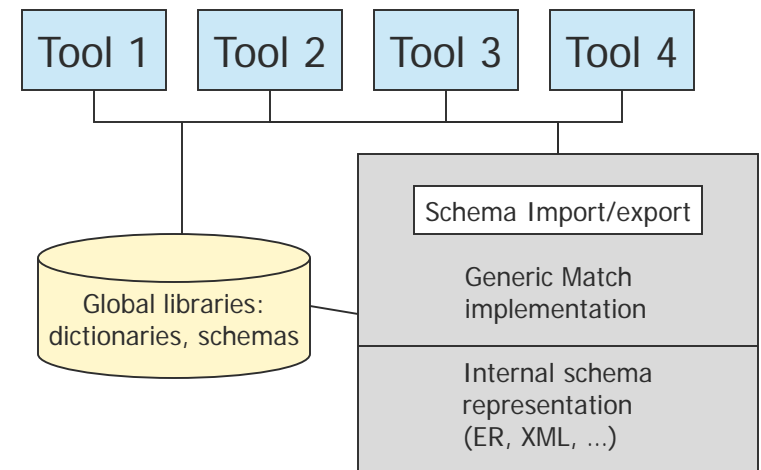 Tool 1
Tool 2
Tool 3
Tool 4
Schema Import/export
Generic Match
implementation
Global libraries:
dictionaries, schemas
Internal schema
representation
(ER, XML, ...)